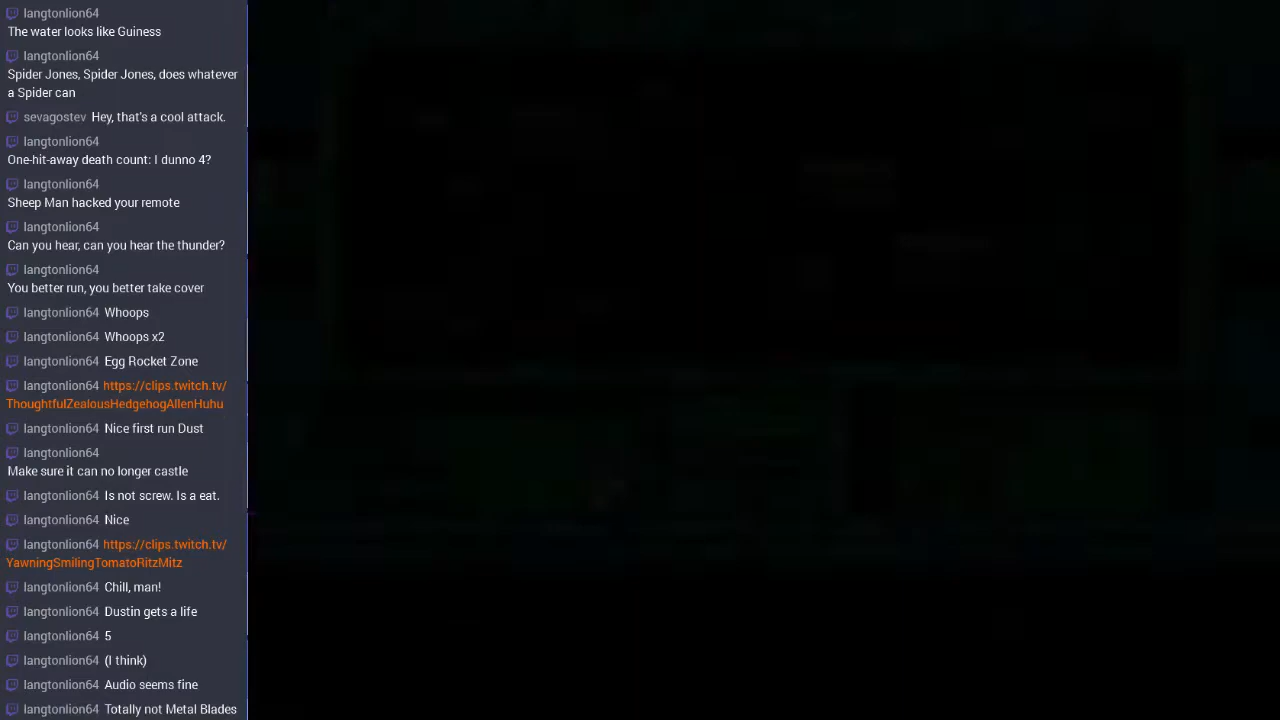 langtonlion64
The water looks like Guiness
langtonlion64
Spider Jones, Spider Jones, does whatever
a Spider can
sevagostev Hey, that's a cool attack.
langtonlion64
One-hit-away death count: I dunno 4?
langtonlion64
Sheep Man hacked your remote
langtonlion64
Can you hear, can you hear the thunder?
langtonlion64
You better run, you better take cover
langtonlion64 Whoops
langtonlion64 Whoops x2
langtonlion64 Egg Rocket Zone
langtonlion64 https://clips.twitch.tv/
ThoughtfulZealousHedgehogAllenHuhu
langtonlion64 Nice first run Dust
langtonlion64
Make sure it can no longer castle
langtonlion64 Is not screw. Is a eat.
langtonlion64 Nice
langtonlion64 https://clips.twitch.tv/
YawningSmilingTomatoRitzMitz
langtonlion64 Chill, man!
langtonlion64 Dustin gets a life
langtonlion64 5
langtonlion64 (I think)
langtonlion64 Audio seems fine
langtonlion64 Totally not Metal Blades